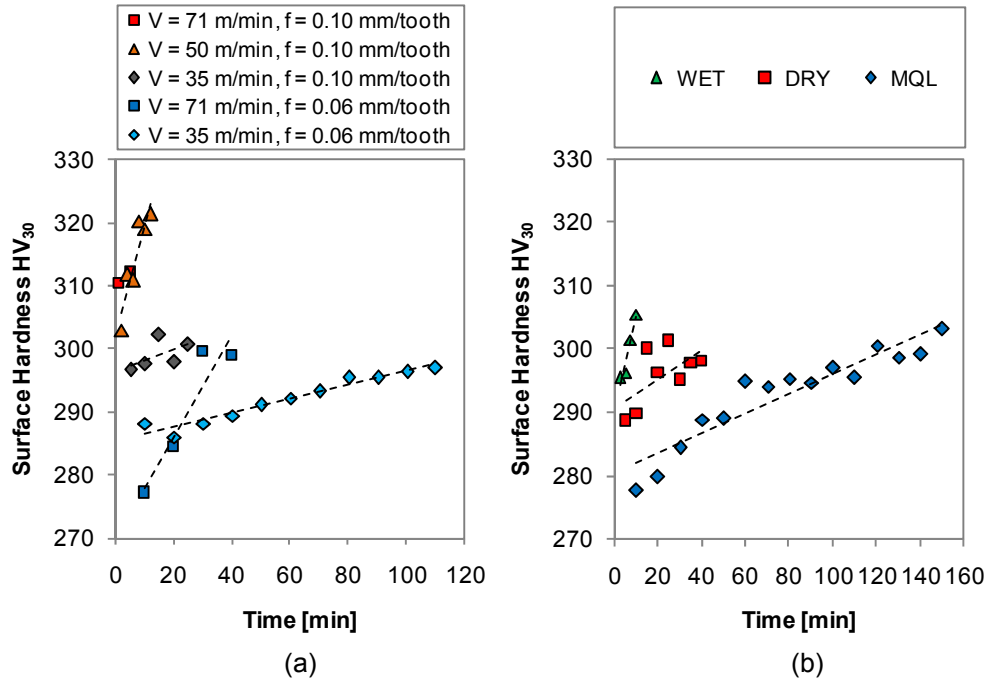 V = 71 m/min, f = 0.10 mm/tooth
V = 50 m/min, f = 0.10 mm/tooth
V = 35 m/min, f = 0.10 mm/tooth
V = 71 m/min, f = 0.06 mm/tooth
V = 35 m/min, f = 0.06 mm/tooth
Surface Hardness HV30
330
320
310
300
290
280
270
0 20 40 60 80 100 120
Time [min]
(a)
WET DRY MQL
Surface Hardness HV30
330
320
310
300
290
280
270
0 20 40 60 80 100 120 140 160
Time [min]
(b)